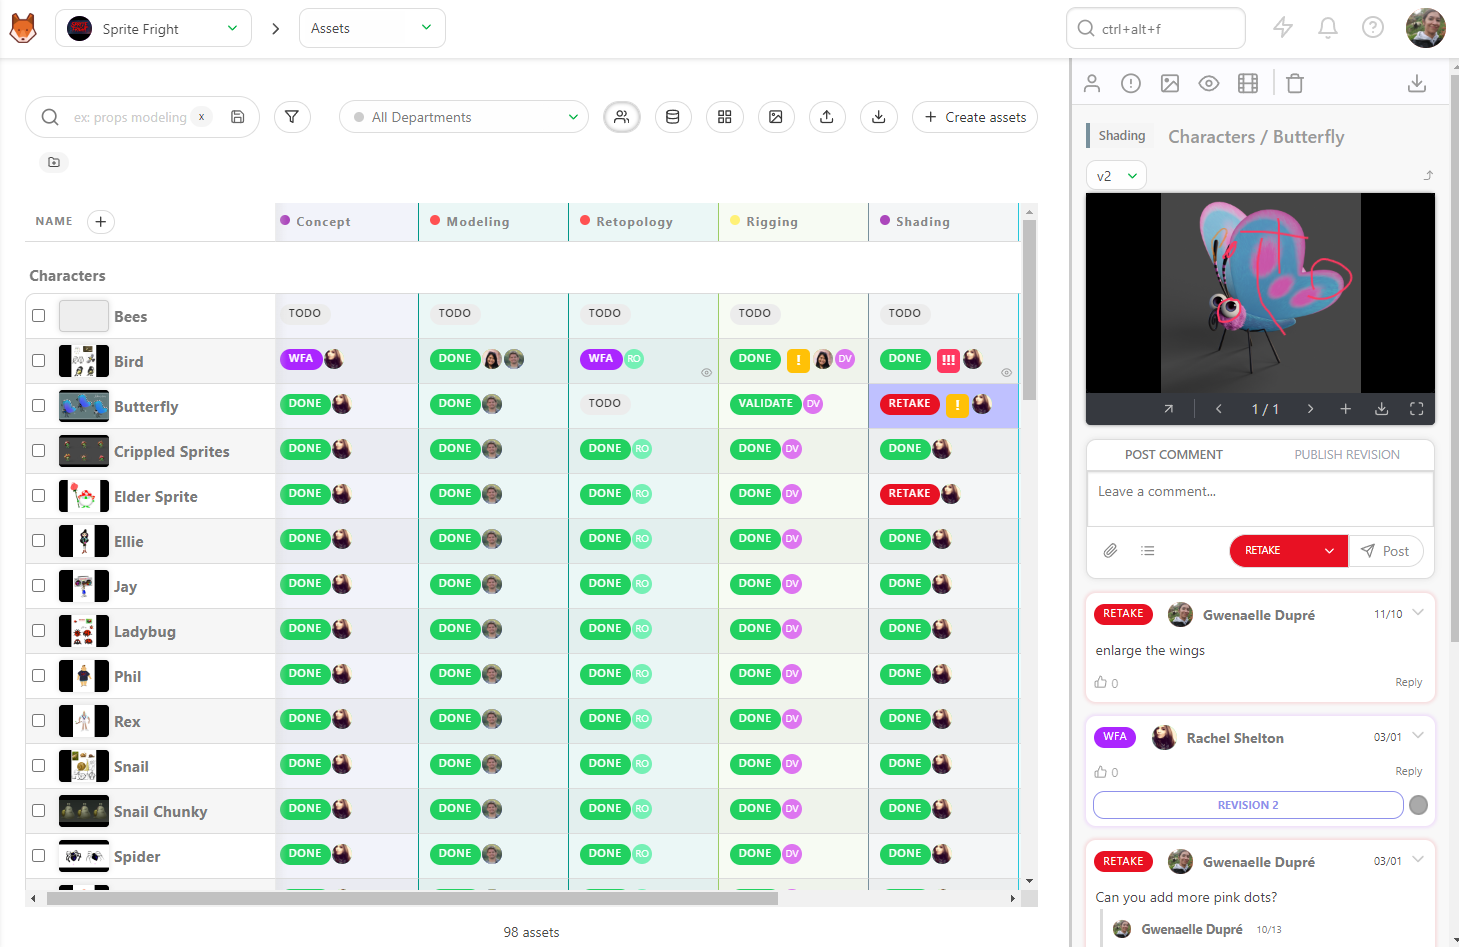 Sprite Fright
Assets
ctrl+alt+f
ex: props modeling
x
All Departments
Create assets
NAME
Concept
Modeling
Retopology
Rigging
Shading
Characters
Bees TODO TODO TODO TODO TODO
Bird WFA DONE WFA RO DONE ! DV DONE !!!
Butterfly DONE DONE TODO VALIDATE DV RETAKE !
Crippled Sprites DONE DONE DONE RO DONE DV DONE
Elder Sprite DONE DONE DONE RO DONE DV RETAKE
Ellie DONE DONE DONE RO DONE DV DONE
Jay DONE DONE DONE RO DONE DV DONE
Ladybug DONE DONE DONE RO DONE DV DONE
Phil DONE DONE DONE RO DONE DV DONE
Rex DONE DONE DONE RO DONE DV DONE
Snail DONE DONE DONE RO DONE DV DONE
Snail Chunky DONE DONE DONE RO DONE DV DONE
Spider DONE DONE DONE RO DONE DV DONE
98 assets
Shading
Characters / Butterfly
v2
1 / 1
POST COMMENT
PUBLISH REVISION
Leave a comment...
RETAKE
Post
RETAKE Gwenaelle Dupré 11/10
enlarge the wings
0 Reply
WFA Rachel Shelton 03/01
0 Reply
REVISION 2
RETAKE Gwenaelle Dupré 03/01
Can you add more pink dots?
Gwenaelle Dupré 10/13